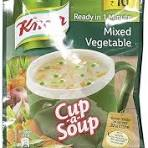 10
Knorr
Ready in 1 Minute
Mixed
Vegetable
Cup
-a-
Soup